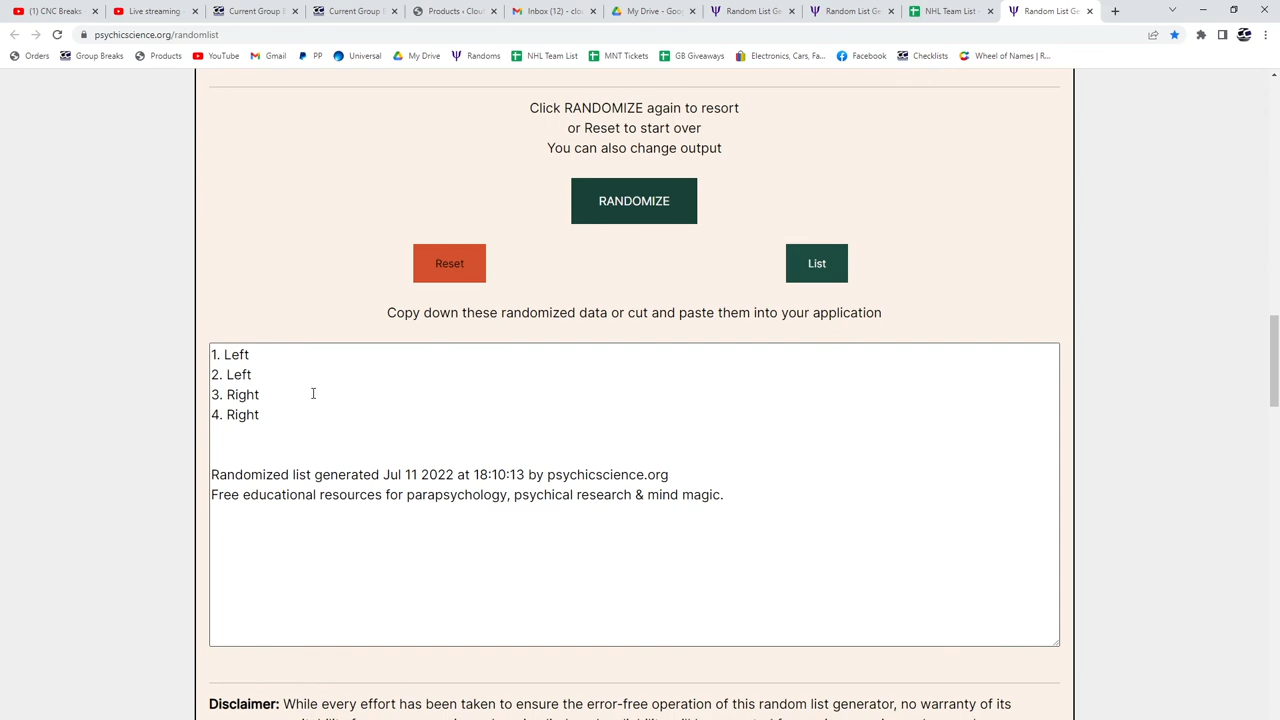 (1) CNC Breaks
Live streaming -
Current Group B
Current Group B
Products • Clou
Inbox (12) - clo
My Drive - Goo
Random List Ge
Random List Ge
NHL Team List -
Random List Ge
psychicscience.org/randomlist
Orders
Group Breaks
Products
YouTube
Gmail
PP
Universal
My Drive
Randoms
NHL Team List
MNT Tickets
GB Giveaways
Electronics, Cars, Fa...
Facebook
Checklists
Wheel of Names | R...
Click RANDOMIZE again to resort
or Reset to start over
You can also change output
RANDOMIZE
Reset
List
Copy down these randomized data or cut and paste them into your application
1. Left
2. Left
3. Right
4. Right
Randomized list generated Jul 11 2022 at 18:10:13 by psychicscience.org
Free educational resources for parapsychology, psychical research & mind magic.
Disclaimer: While every effort has been taken to ensure the error-free operation of this random list generator, no warranty of its